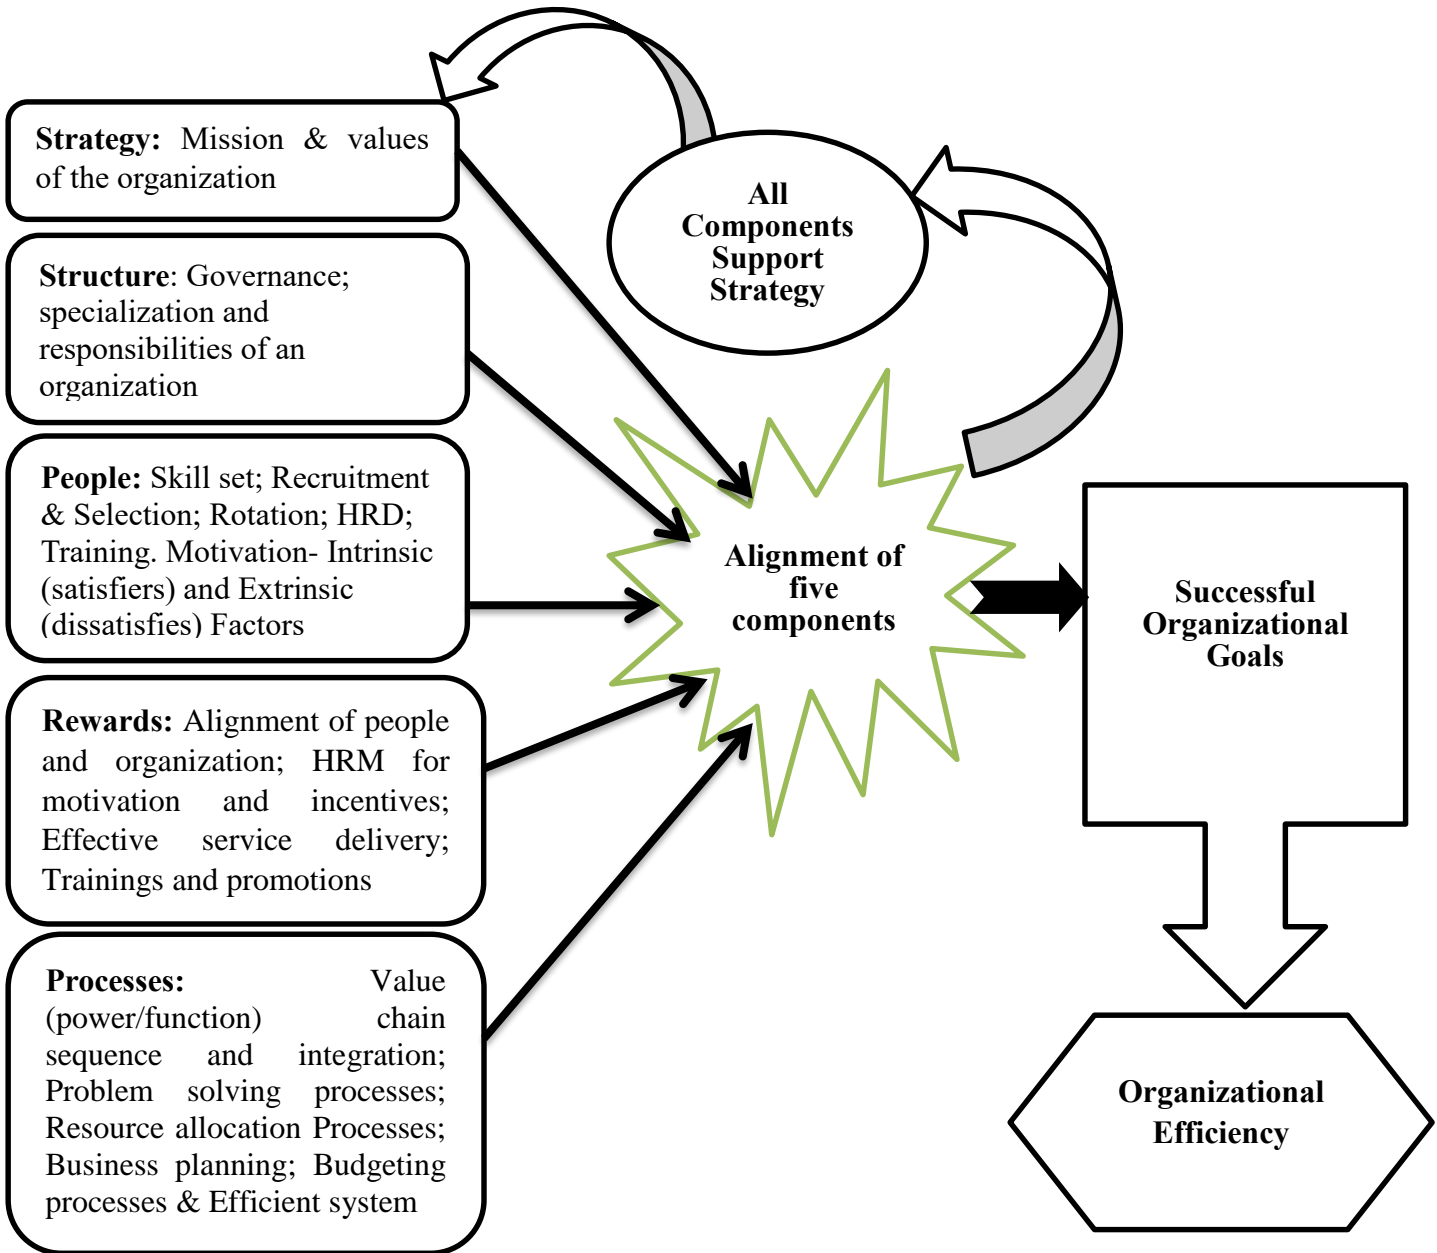 Strategy: Mission & values
of the organization
Structure: Governance;
specialization and
responsibilities of an
organization
People: Skill set; Recruitment
& Selection; Rotation; HRD;
Training. Motivation- Intrinsic
(satisfiers) and Extrinsic
(dissatisfies) Factors
Rewards: Alignment of people
and organization; HRM for
motivation and incentives;
Effective service delivery;
Trainings and promotions
Processes: Value
(power/function) chain
sequence and integration;
Problem solving processes;
Resource allocation Processes;
Business planning; Budgeting
processes & Efficient system
All
Components
Support
Strategy
Alignment of
five
components
Successful
Organizational
Goals
Organizational
Efficiency